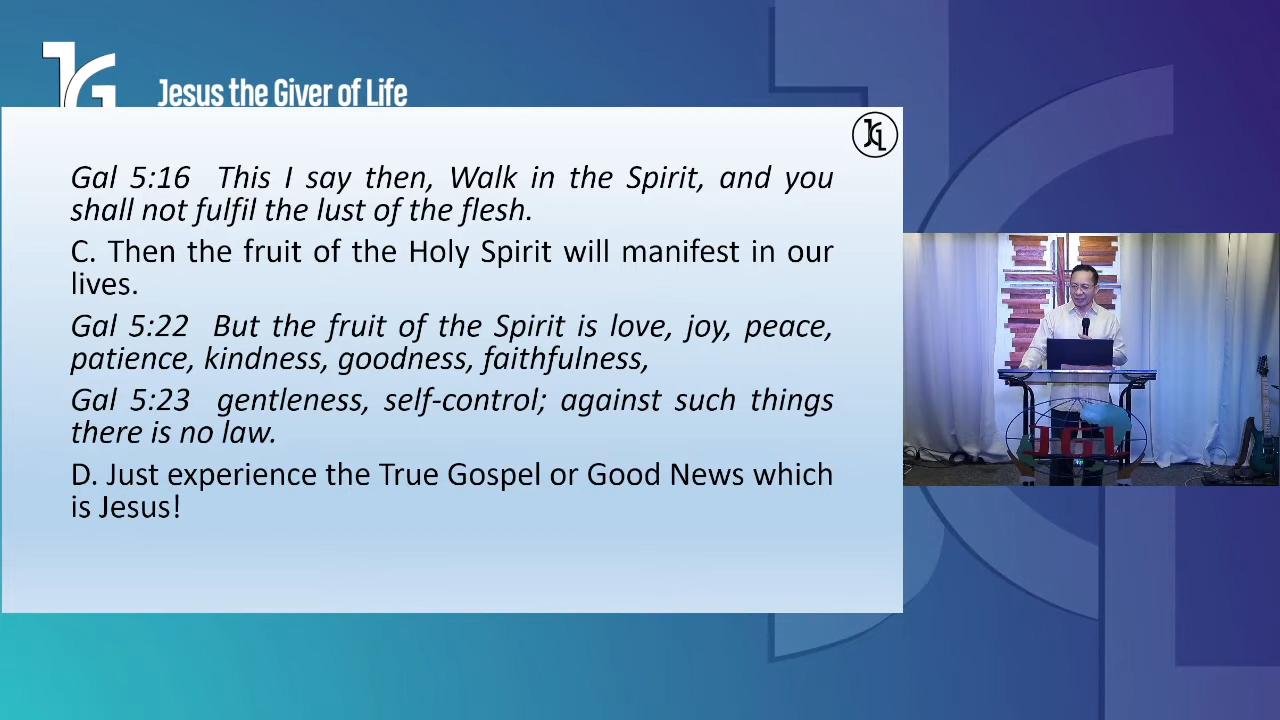 Jesus the Giver of Life
Gal 5:16 This I say then, Walk in the Spirit, and you
shall not fulfil the lust of the flesh.
C. Then the fruit of the Holy Spirit will manifest in our
lives.
Gal 5:22 But the fruit of the Spirit is love, joy, peace,
patience, kindness, goodness, faithfulness,
Gal 5:23 gentleness, self-control; against such things
there is no law.
D. Just experience the True Gospel or Good News which
is Jesus!
JGL